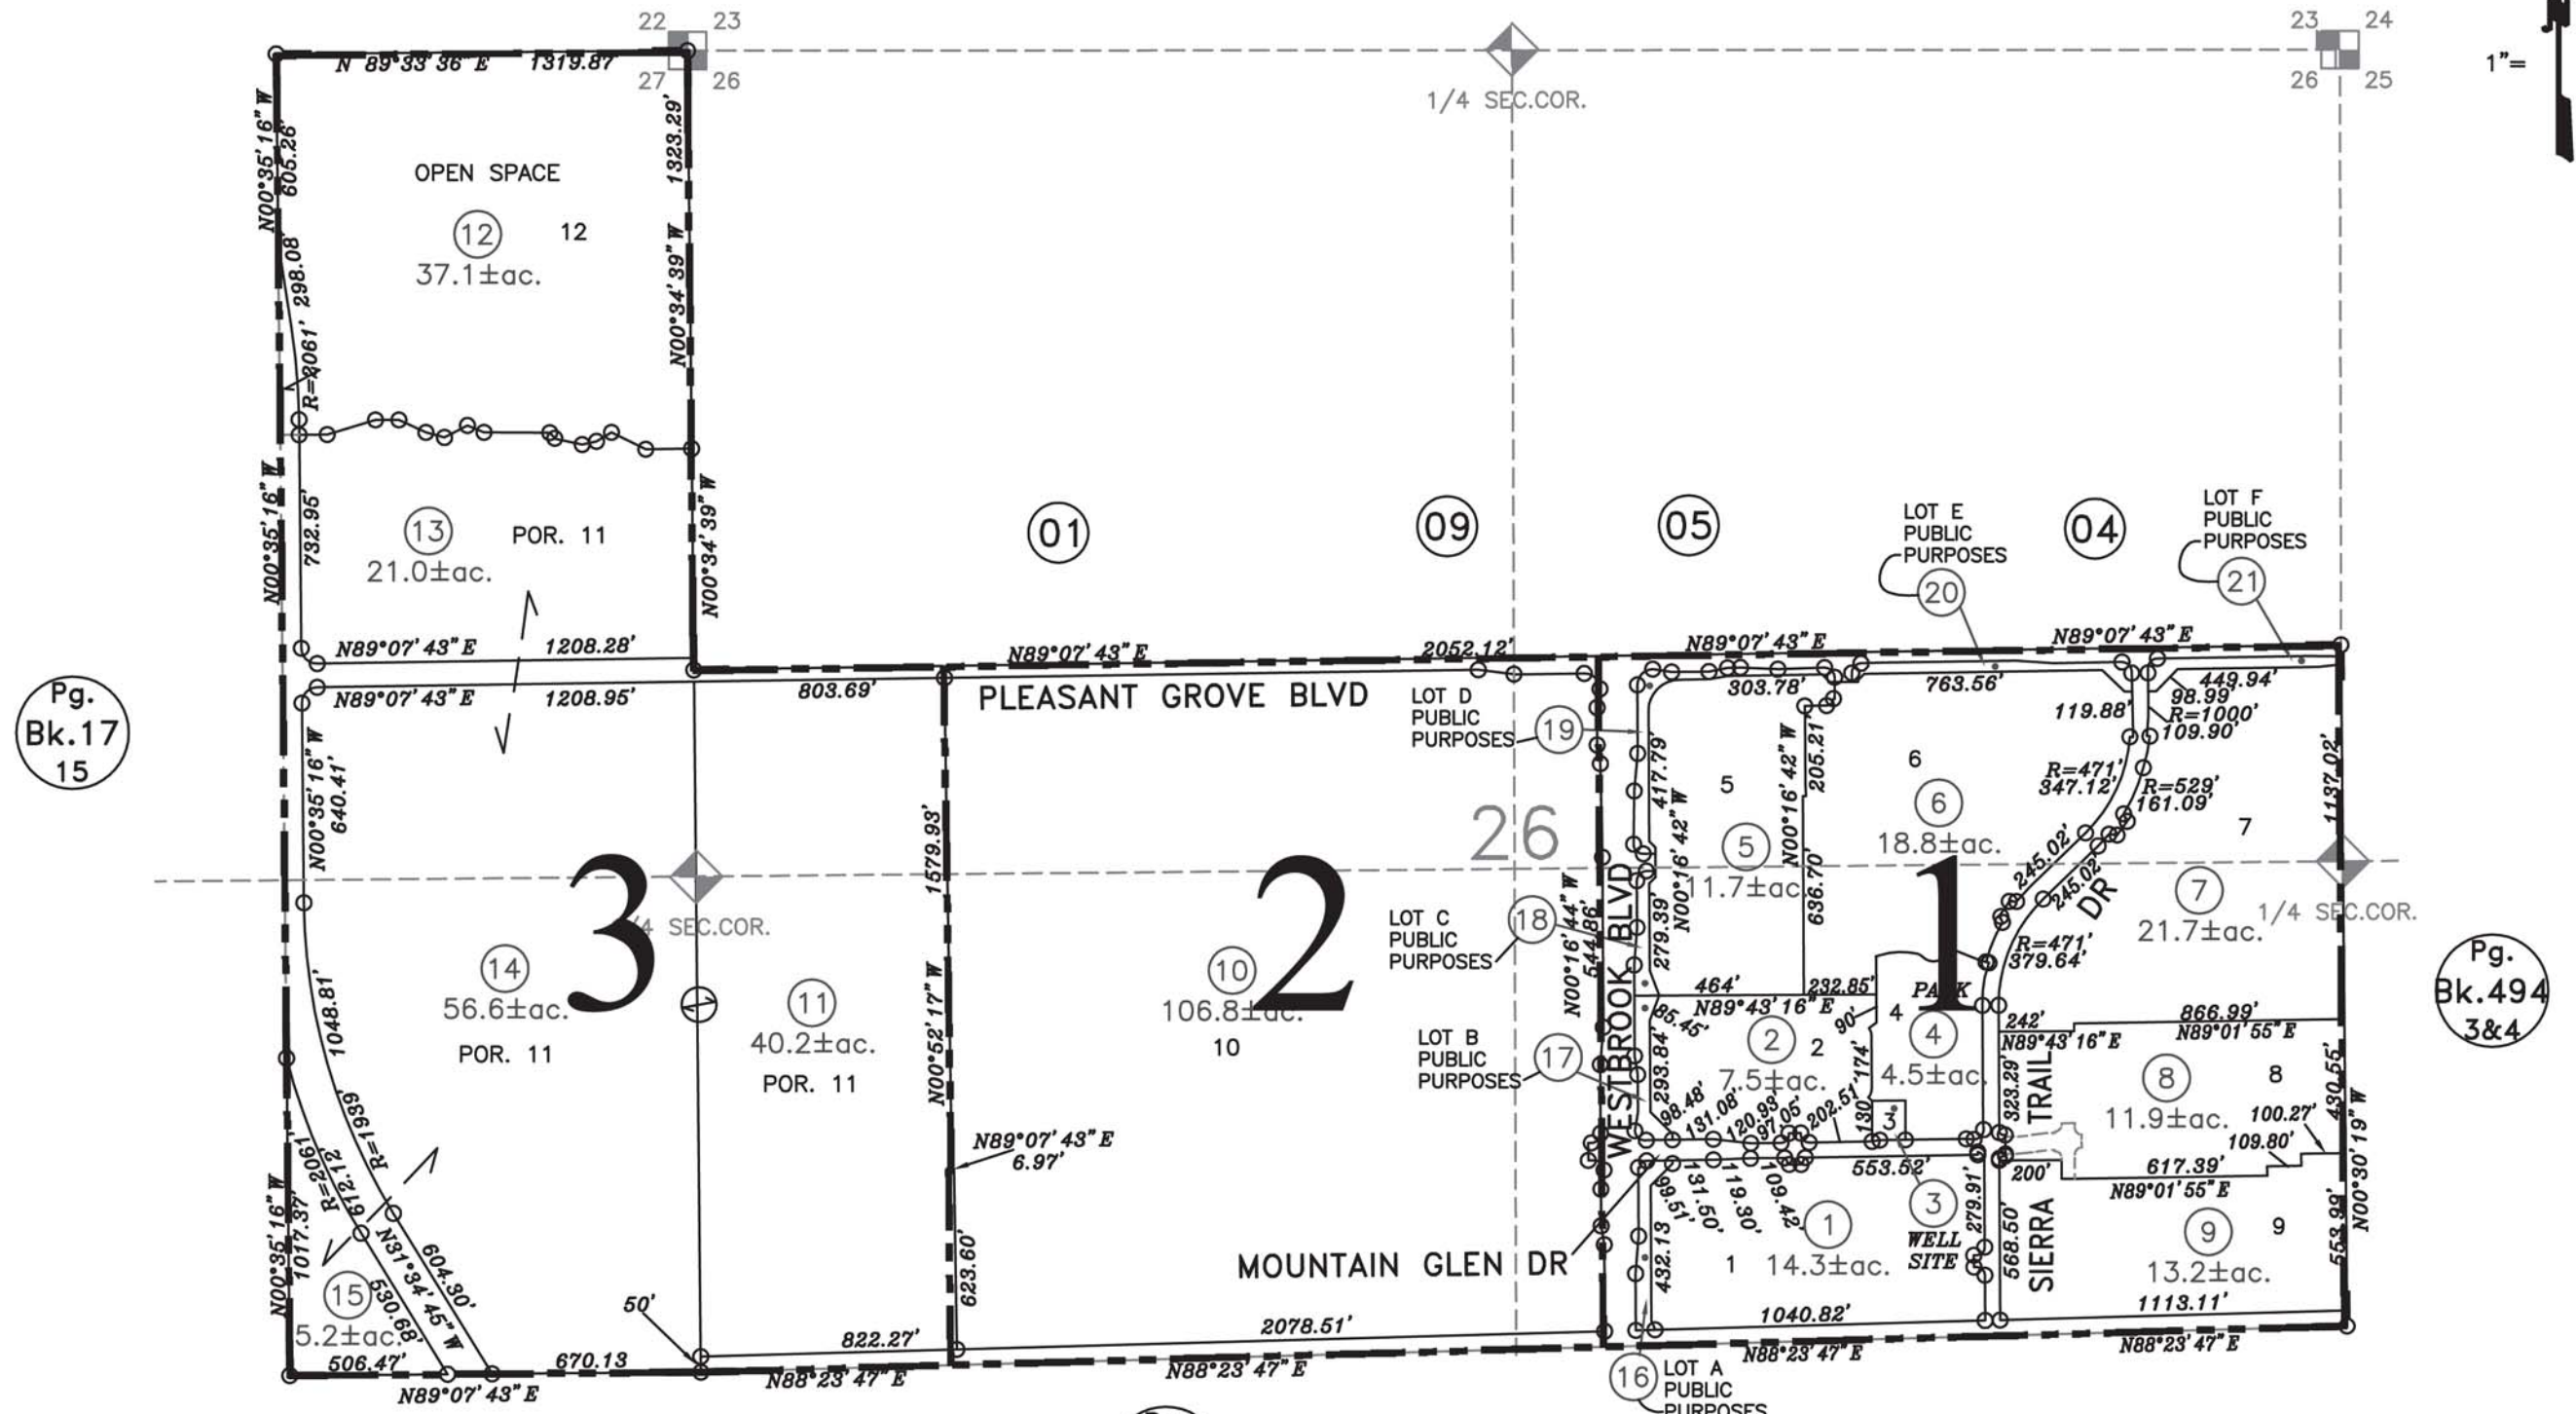 22 23
27 26
23 24
26 25
1"=
1/4 SEC.COR.
N 89°33'36" E 1319.87'
N00°35'16" W
605.26'
1323.29'
OPEN SPACE
12 12
37.1±ac.
N00°34'39" W
298.08'
R=2061'
N00°35'16" W
732.95'
13 POR. 11
21.0±ac.
N00°34'39" W
01
09
05
04
LOT E
PUBLIC
PURPOSES
20
LOT F
PUBLIC
PURPOSES
21
N89°07'43" E 1208.28'
N89°07'43" E 1208.95'
N89°07'43" E
2052.12'
N89°07'43" E
N89°07'43" E
803.69'
PLEASANT GROVE BLVD
Pg.
Bk.17
15
LOT D
PUBLIC
PURPOSES
19
303.78'
763.56'
449.94'
98.99
R=1000'
109.90'
119.88'
N00°35'16" W
640.41'
1579.93'
417.79'
N00°16'42" W
N00°16'42" W
205.21'
636.70'
5
5
11.7±ac.
6
6
18.8±ac.
R=471'
347.12'
R=529'
161.09'
1137.02'
7
7
21.7±ac.
245.02'
245.02'
DR
26
3
2
1
SEC.COR.
1/4 SEC.COR.
LOT C
PUBLIC
PURPOSES
18
N00°16'44" W
544.86'
WESTBROOK BLVD
279.39'
R=471'
379.64'
14
56.6±ac.
POR. 11
11
40.2±ac.
POR. 11
10
106.8±ac.
10
N00°52'17" W
1048.81'
R=1939'
464'
232.85'
N89°43'16" E
PARK
4
4
4.5±ac.
90'
174'
130'
242'
N89°43'16" E
866.99'
N89°01'55" E
Pg.
Bk.494
3&4
LOT B
PUBLIC
PURPOSES
17
85.45'
293.84'
2 2
7.5±ac.
98.48'
131.08'
120.93'
97.05'
202.51'
3
323.29'
TRAIL
8
8
11.9±ac.
430.55'
100.27'
109.80'
N89°07'43" E
6.97'
R=2061'
612.12'
99.51'
131.50'
119.30'
109.42'
553.52'
3
WELL
SITE
279.91'
568.50'
SIERRA
200'
617.39'
N89°01'55" E
N00°30'19" W
553.99'
9
9
13.2±ac.
N00°35'16" W
1017.37'
N31°34'45" W
604.30'
530.68'
15
5.2±ac.
623.60'
MOUNTAIN GLEN DR
432.13
1
1 14.3±ac.
50'
822.27'
2078.51'
1040.82'
1113.11'
506.47'
670.13
N89°07'43" E
N88°23'47" E
N88°23'47" E
N88°23'47" E
N88°23'47" E
16
LOT A
PUBLIC
PURPOSES